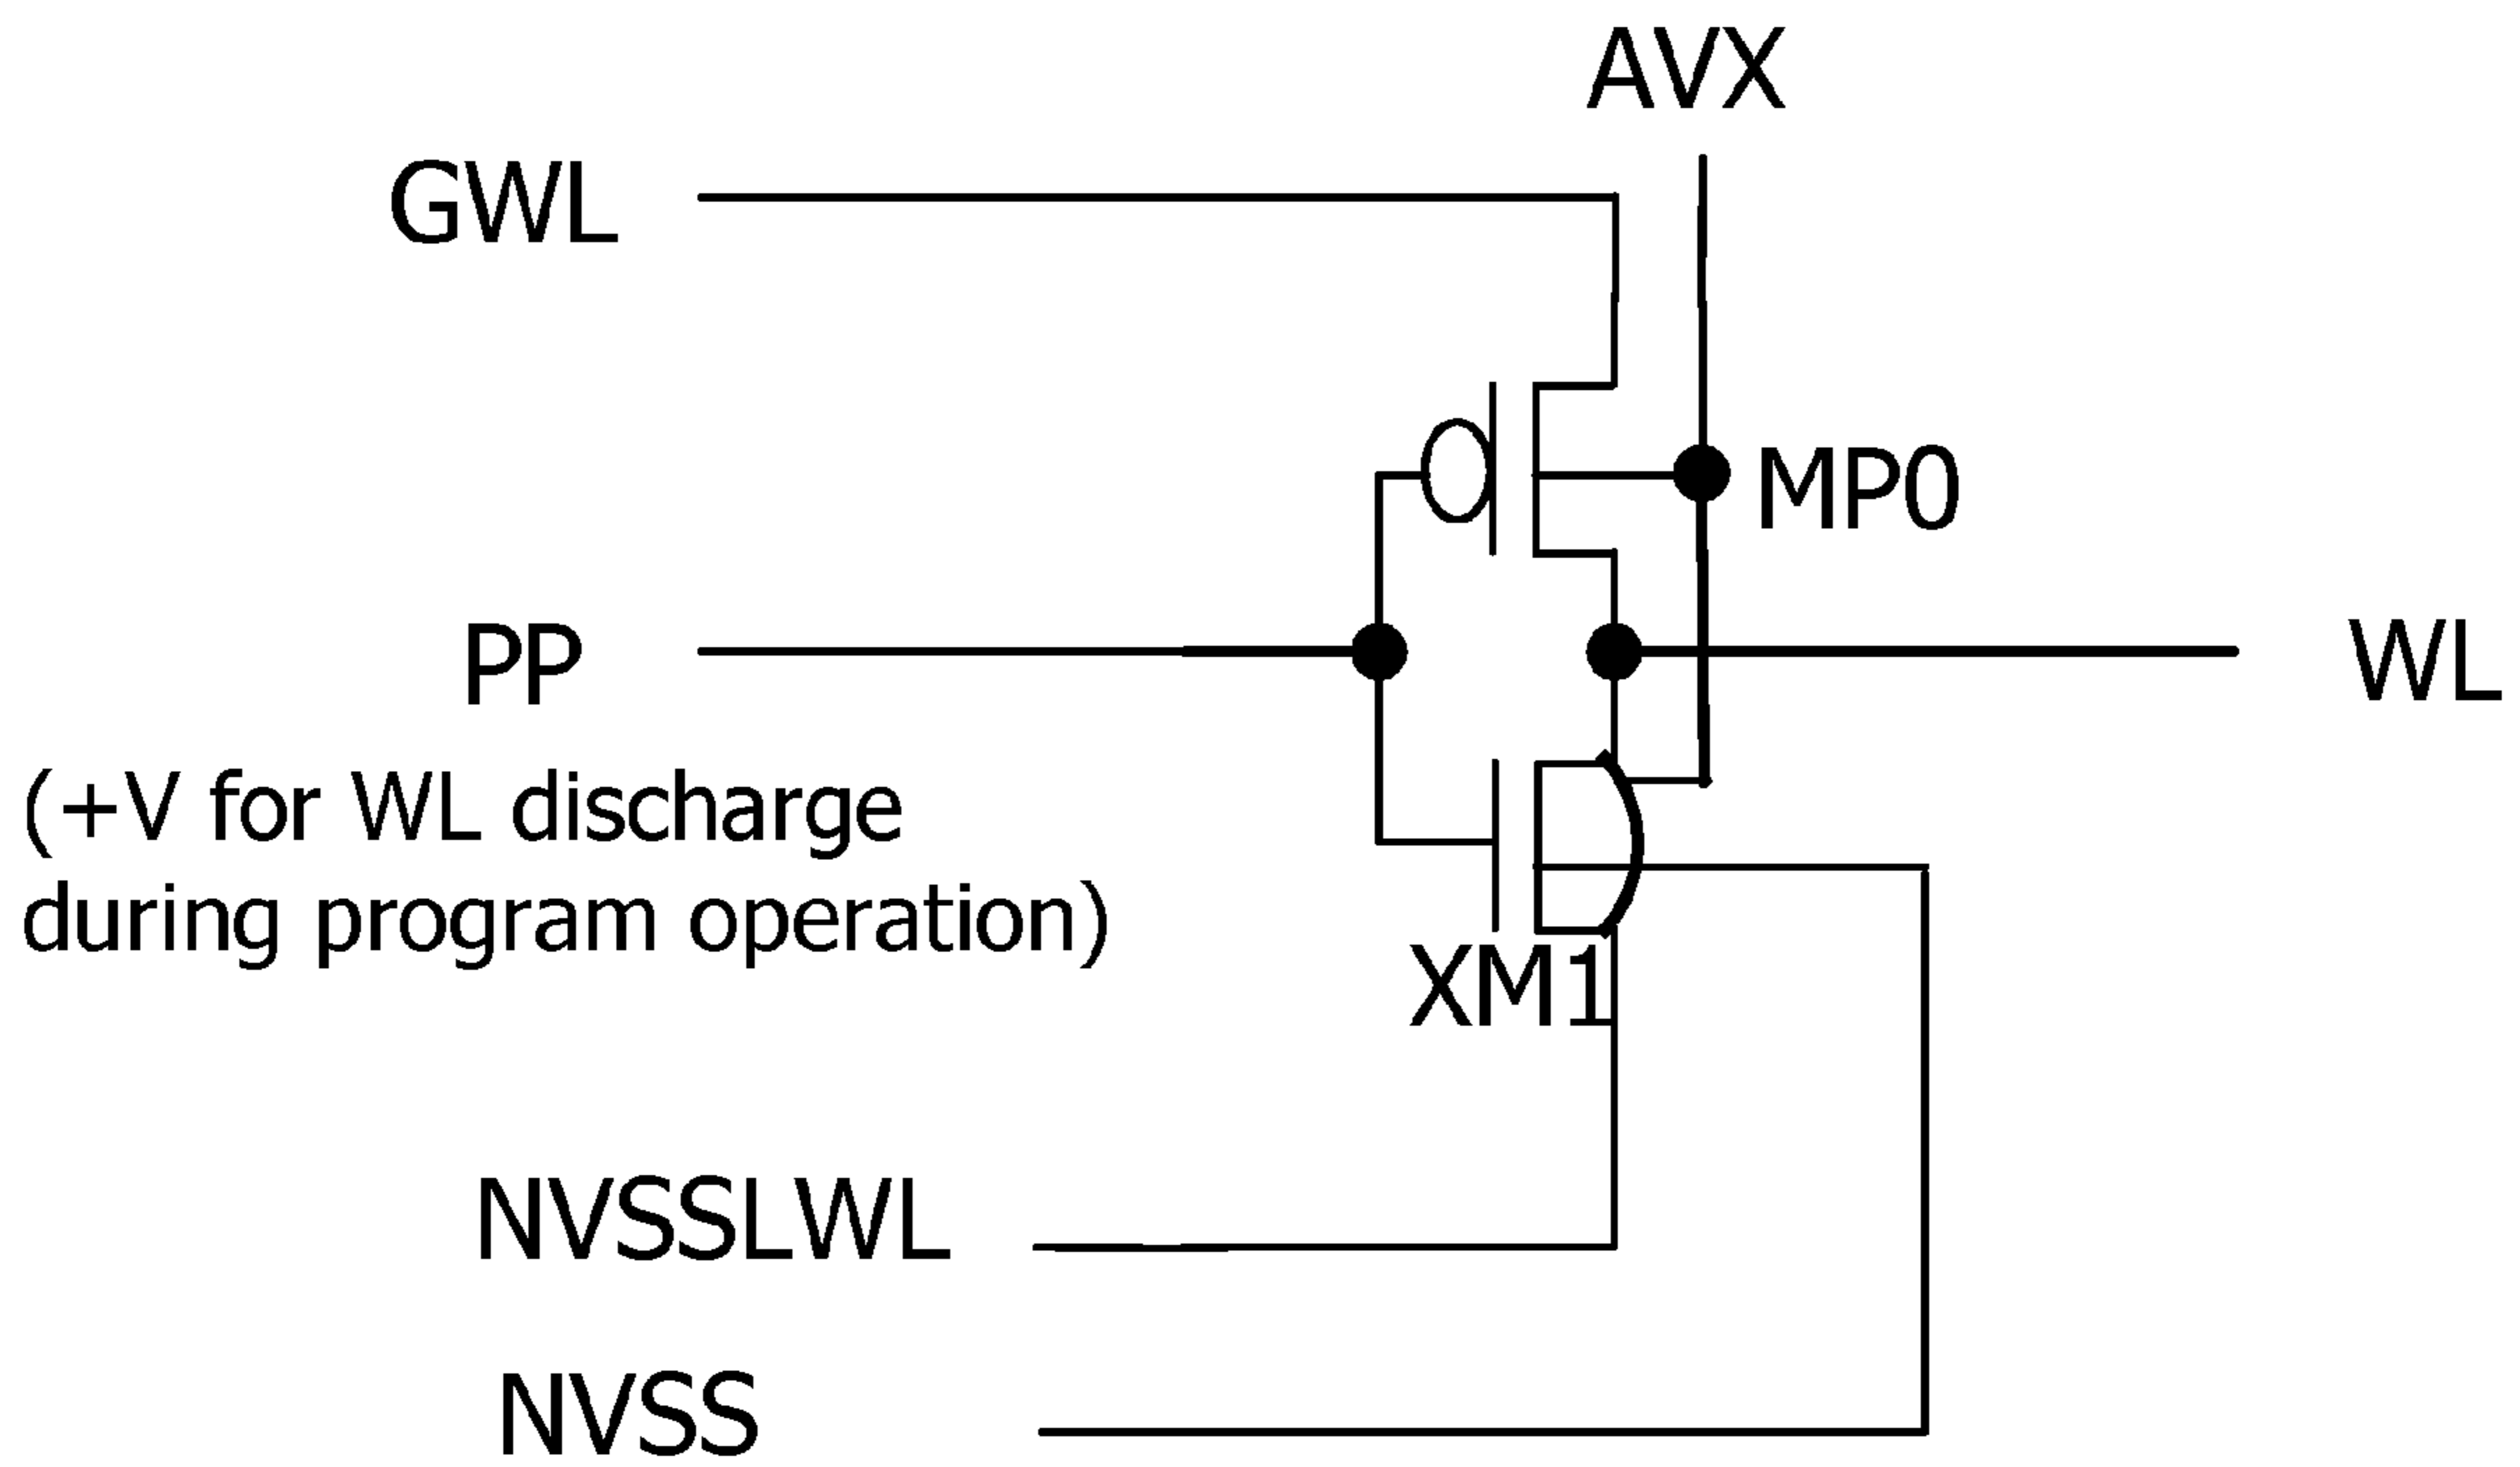 AVX
GWL
MP0
PP
WL
(+V for WL discharge
during program operation)
XM1
NVSSLWL
NVSS